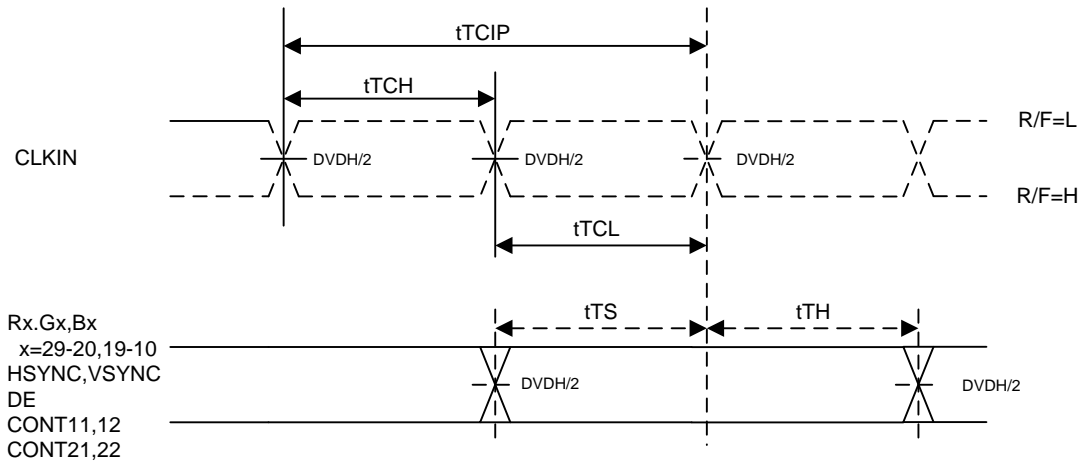 tTCIP
tTCH
R/F=L
CLKIN
DVDH/2
DVDH/2
DVDH/2
R/F=H
tTCL
tTS
tTH
Rx.Gx,Bx
x=29-20,19-10
HSYNC,VSYNC
DE
CONT11,12
CONT21,22
DVDH/2
DVDH/2